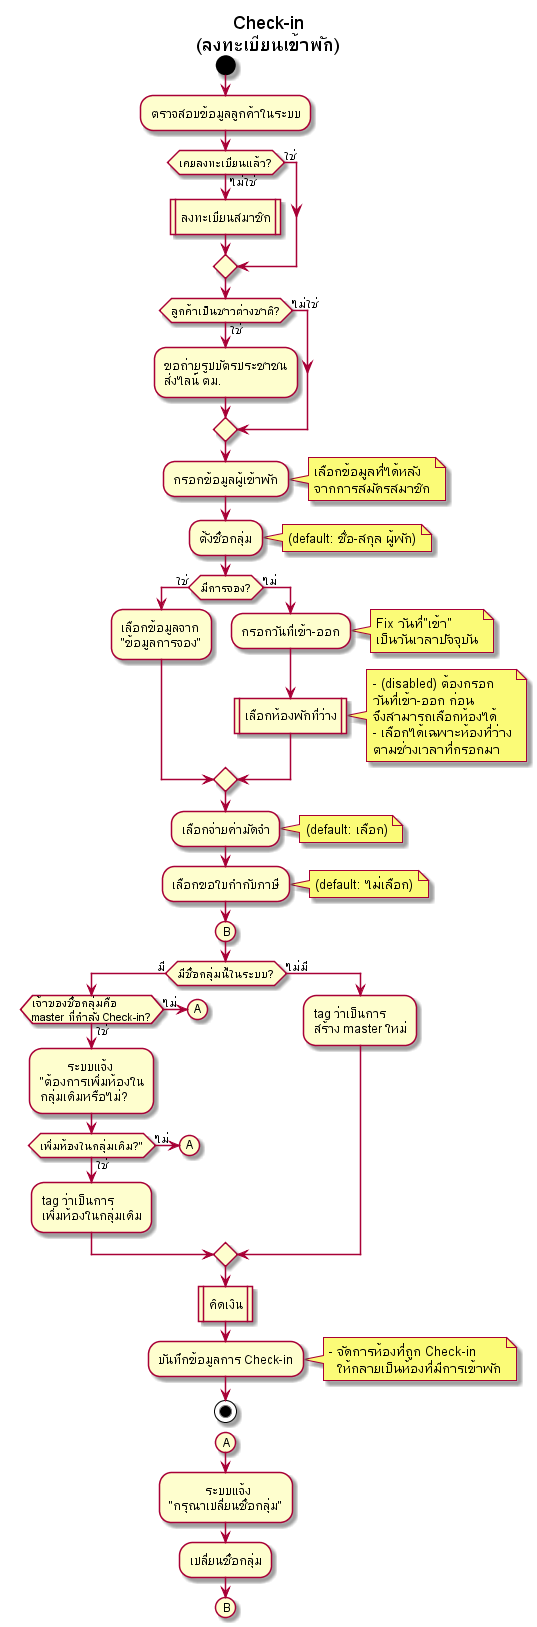 Check-in
(ลงทะเบียนเข้าพัก)
ตรวจสอบข้อมูลลูกค้าในระบบ
เคยลงทะเบียนแล้ว?
ใช่
ไม่ใช่
ลงทะเบียนสมาชิก
ลูกค้าเป็นชาวต่างชาติ?
ไม่ใช่
ใช่
ขอถ่ายรูปบัตรประชาชน
ส่งไลน์ ตม.
กรอกข้อมูลผู้เข้าพัก
เลือกข้อมูลที่ได้หลัง
จากการสมัครสมาชิก
ตั้งชื่อกลุ่ม
(default: ชื่อ-สกุล ผู้พัก)
ใช่
มีการจอง?
ไม่
เลือกข้อมูลจาก
"ข้อมูลการจอง"
กรอกวันที่เข้า-ออก
Fix วันที่"เข้า"
เป็นวันเวลาปัจจุบัน
เลือกห้องพักที่ว่าง
- (disabled) ต้องกรอก
วันที่เข้า-ออก ก่อน
จึงสามารถเลือกห้องได้
- เลือกได้เฉพาะห้องที่ว่าง
ตามช่วงเวลาที่กรอกมา
เลือกจ่ายค่ามัดจำ
(default: เลือก)
เลือกขอใบกำกับภาษี
(default: ไม่เลือก)
B
มี
มีชื่อกลุ่มนี้ในระบบ?
ไม่มี
เจ้าของชื่อกลุ่มคือ
master ที่กำลัง Check-in?
ไม่
A
ใช่
tag ว่าเป็นการ
สร้าง master ใหม่
ระบบแจ้ง
"ต้องการเพิ่มห้องใน
กลุ่มเดิมหรือไม่?
เพิ่มห้องในกลุ่มเดิม?"
ไม่
A
ใช่
tag ว่าเป็นการ
เพิ่มห้องในกลุ่มเดิม
คิดเงิน
บันทึกข้อมูลการ Check-in
- จัดการห้องที่ถูก Check-in
ให้กลายเป็นห้องที่มีการเข้าพัก
A
ระบบแจ้ง
"กรุณาเปลี่ยนชื่อกลุ่ม"
เปลี่ยนชื่อกลุ่ม
B